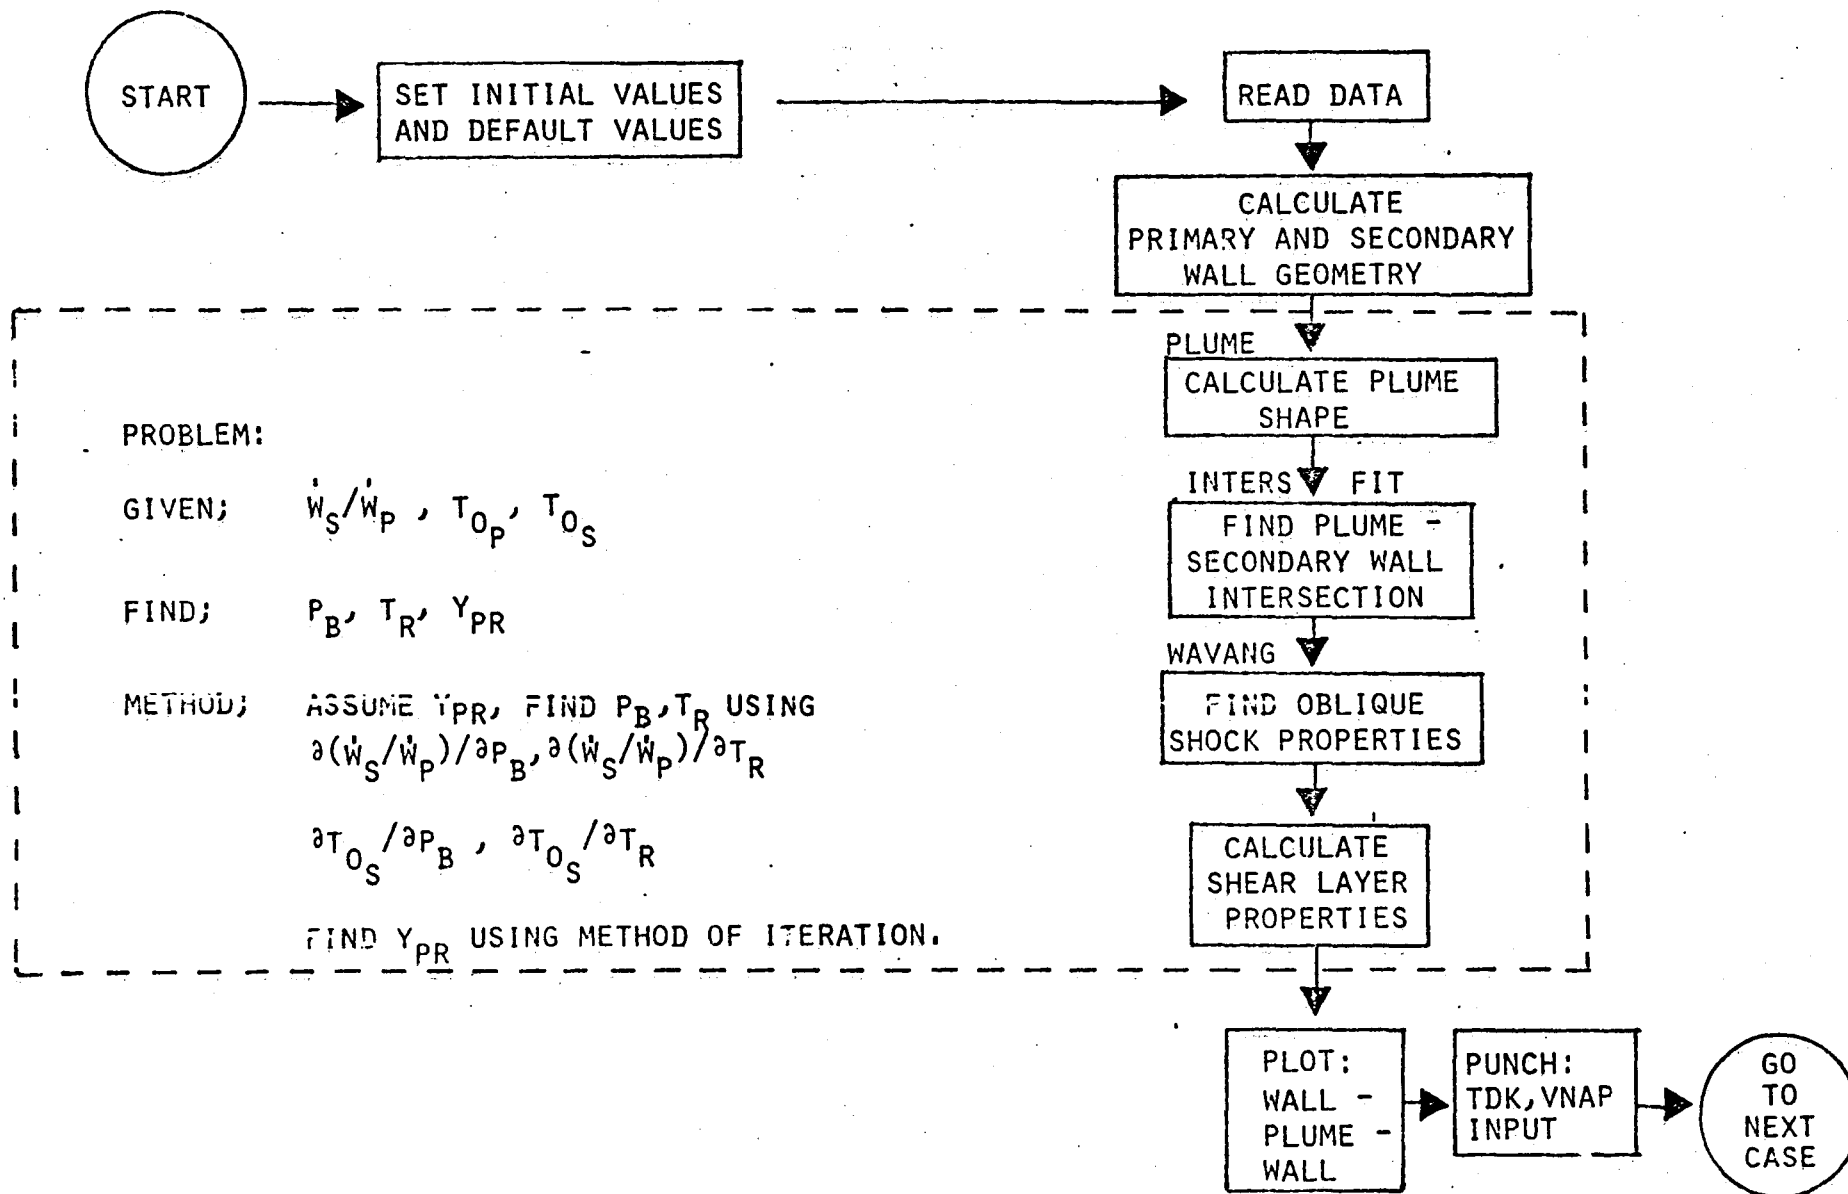 START
SET INITIAL VALUES
AND DEFAULT VALUES
READ DATA
CALCULATE
PRIMARY AND SECONDARY
WALL GEOMETRY
PLUME
CALCULATE PLUME
SHAPE
INTERS FIT
FIND PLUME -
SECONDARY WALL
INTERSECTION
WAVANG
FIND OBLIQUE
SHOCK PROPERTIES
CALCULATE
SHEAR LAYER
PROPERTIES
PROBLEM:
GIVEN; Ẇ_S/Ẇ_P , T_O_P, T_O_S
FIND; P_B, T_R, Y_PR
METHOD; ASSUME Y_PR, FIND P_B,T_R USING
∂(Ẇ_S/Ẇ_P)/∂P_B,∂(Ẇ_S/Ẇ_P)/∂T_R
∂T_O_S/∂P_B , ∂T_O_S/∂T_R
FIND Y_PR USING METHOD OF ITERATION.
PLOT:
WALL -
PLUME -
WALL
PUNCH:
TDK,VNAP
INPUT
GO
TO
NEXT
CASE